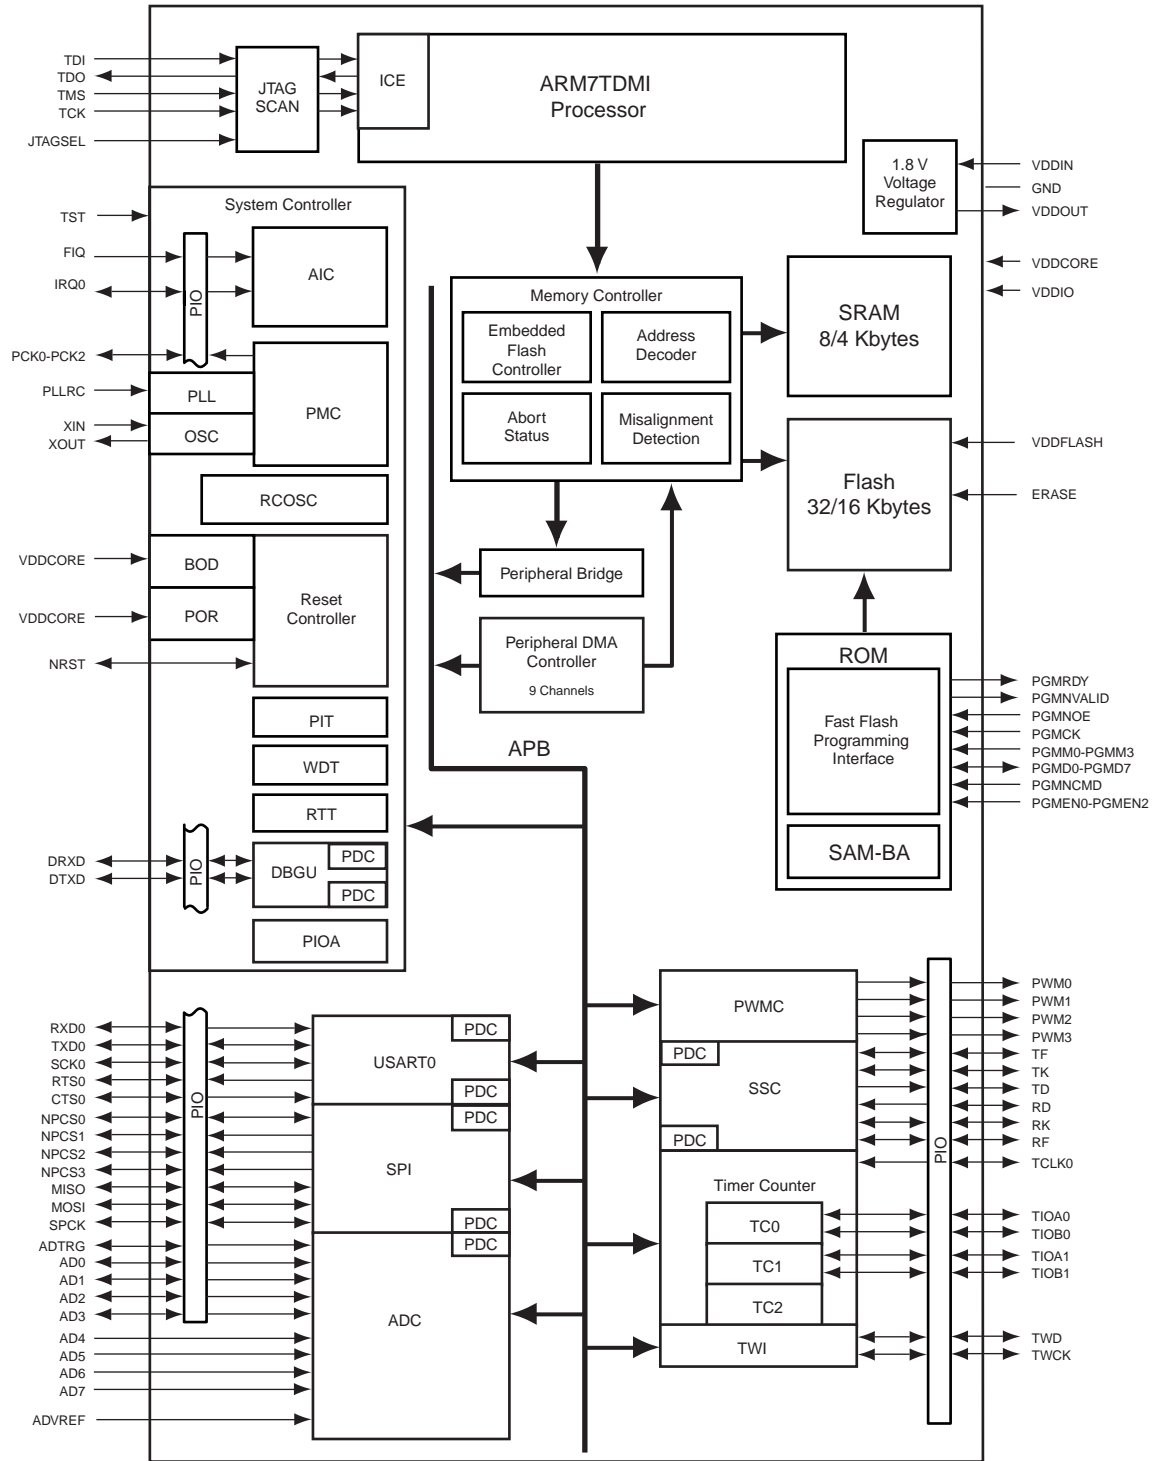 TDI
TDO
TMS
TCK
JTAGSEL
JTAG
SCAN
ICE
ARM7TDMI
Processor
1.8 V
Voltage
Regulator
VDDIN
GND
VDDOUT
VDDCORE
VDDIO
System Controller
TST
FIQ
IRQ0
PIO
AIC
PCK0-PCK2
PLLRC
XIN
XOUT
PLL
OSC
PMC
RCOSC
VDDCORE
VDDCORE
NRST
BOD
POR
Reset
Controller
PIT
WDT
RTT
DRXD
DTXD
PIO
DBGU
PDC
PDC
PIOA
Memory Controller
Embedded
Flash
Controller
Address
Decoder
Abort
Status
Misalignment
Detection
SRAM
8/4 Kbytes
Flash
32/16 Kbytes
VDDFLASH
ERASE
Peripheral Bridge
Peripheral DMA
Controller
9 Channels
APB
ROM
Fast Flash
Programming
Interface
SAM-BA
PGMRDY
PGMNVALID
PGMNOE
PGMCK
PGMM0-PGMM3
PGMD0-PGMD7
PGMNCMD
PGMEN0-PGMEN2
RXD0
TXD0
SCK0
RTS0
CTS0
NPCS0
NPCS1
NPCS2
NPCS3
MISO
MOSI
SPCK
ADTRG
AD0
AD1
AD2
AD3
AD4
AD5
AD6
AD7
ADVREF
PIO
PDC
USART0
PDC
PDC
SPI
PDC
PDC
ADC
PWMC
PDC
SSC
PDC
Timer Counter
TC0
TC1
TC2
TWI
PIO
PWM0
PWM1
PWM2
PWM3
TF
TK
TD
RD
RK
RF
TCLK0
TIOA0
TIOB0
TIOA1
TIOB1
TWD
TWCK